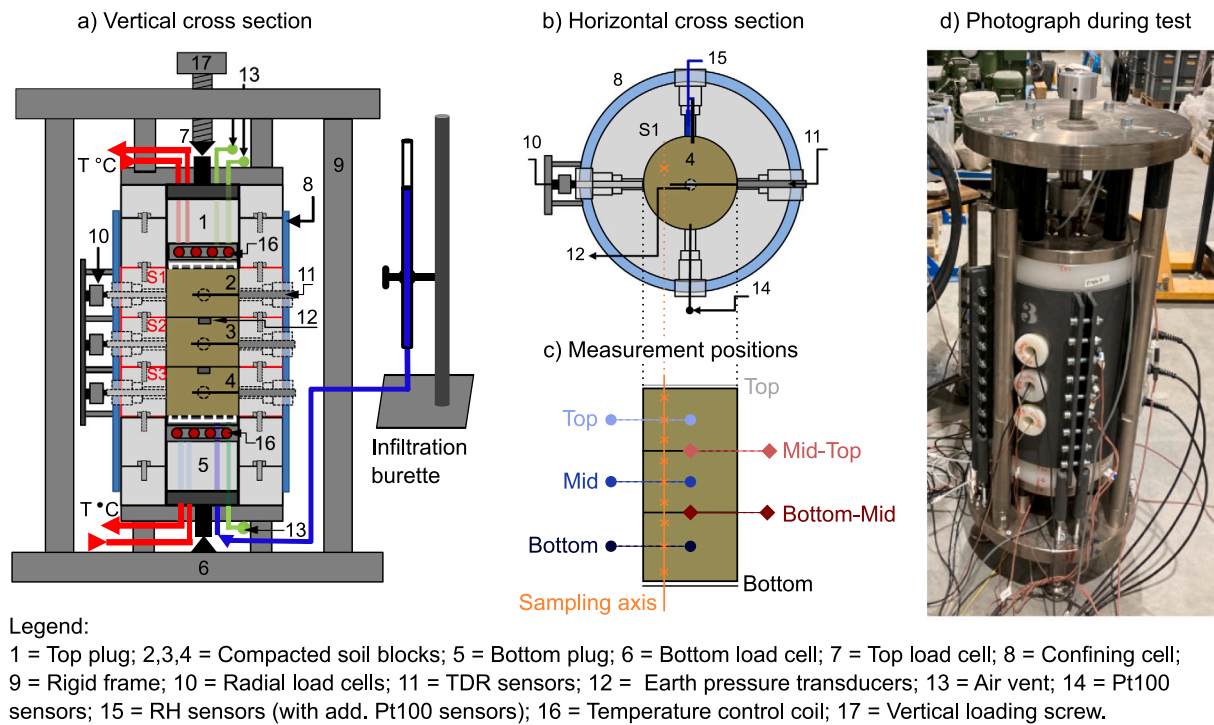 a) Vertical cross section
17
13
7
T °C
9
8
1
10
16
S1
2
11
S2
12
3
S3
4
16
5
T °C
13
6
Infiltration
burette
b) Horizontal cross section
15
8
S1
4
10
11
12
14
c) Measurement positions
Top
Top
Mid-Top
Mid
Bottom-Mid
Bottom
Bottom
Sampling axis
d) Photograph during test
3
Legend:
1 = Top plug; 2,3,4 = Compacted soil blocks; 5 = Bottom plug; 6 = Bottom load cell; 7 = Top load cell; 8 = Confining cell;
9 = Rigid frame; 10 = Radial load cells; 11 = TDR sensors; 12 = Earth pressure transducers; 13 = Air vent; 14 = Pt100
sensors; 15 = RH sensors (with add. Pt100 sensors); 16 = Temperature control coil; 17 = Vertical loading screw.